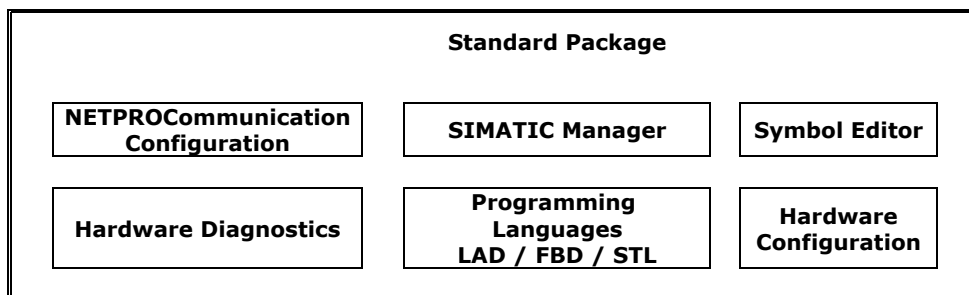 Standard Package
NETPROCommunication
Configuration
SIMATIC Manager
Symbol Editor
Hardware Diagnostics
Programming
Languages
LAD / FBD / STL
Hardware
Configuration